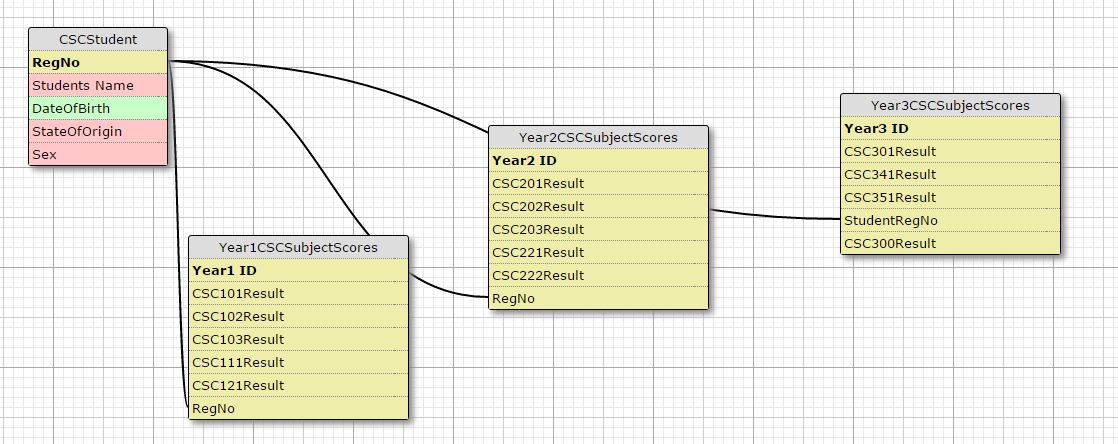 CSCStudent
RegNo
Students Name
DateOfBirth
StateOfOrigin
Sex
Year1CSCSubjectScores
Year1 ID
CSC101Result
CSC102Result
CSC103Result
CSC111Result
CSC121Result
RegNo
Year2CSCSubjectScores
Year2 ID
CSC201Result
CSC202Result
CSC203Result
CSC221Result
CSC222Result
RegNo
Year3CSCSubjectScores
Year3 ID
CSC301Result
CSC341Result
CSC351Result
StudentRegNo
CSC300Result